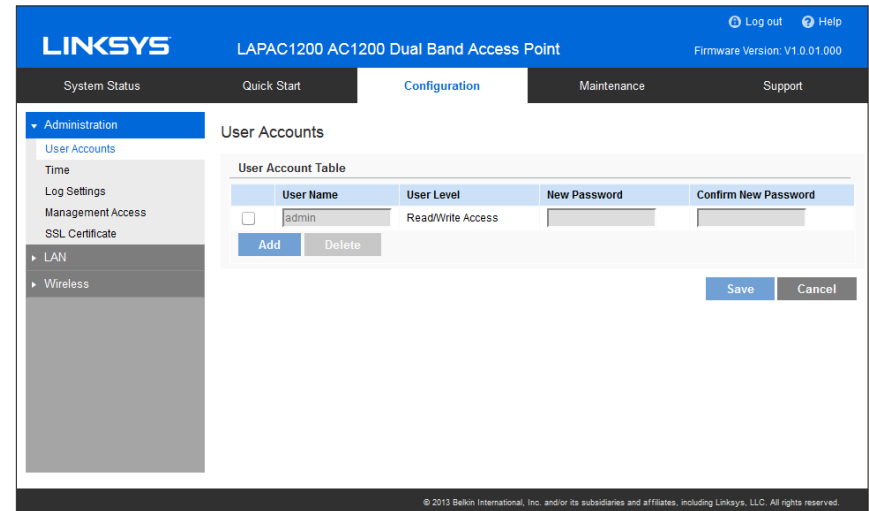 Log out Help
LINKSYS LAPAC1200 AC1200 Dual Band Access Point Firmware Version: V1.0.01.000
System Status Quick Start Configuration Maintenance Support
Administration
User Accounts
Time
Log Settings
Management Access
SSL Certificate
LAN
Wireless
User Accounts
User Account Table
User Name User Level New Password Confirm New Password
admin Read/Write Access
Add Delete
Save Cancel
© 2013 Belkin International, Inc. and/or its subsidiaries and affiliates, including Linksys, LLC. All rights reserved.